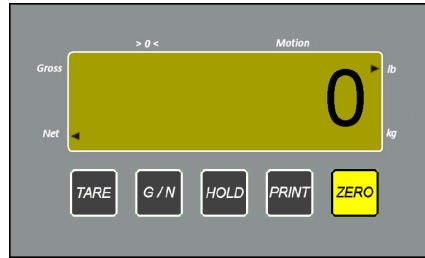 > 0 < Motion
Gross lb
0
Net kg
TARE G / N HOLD PRINT ZERO